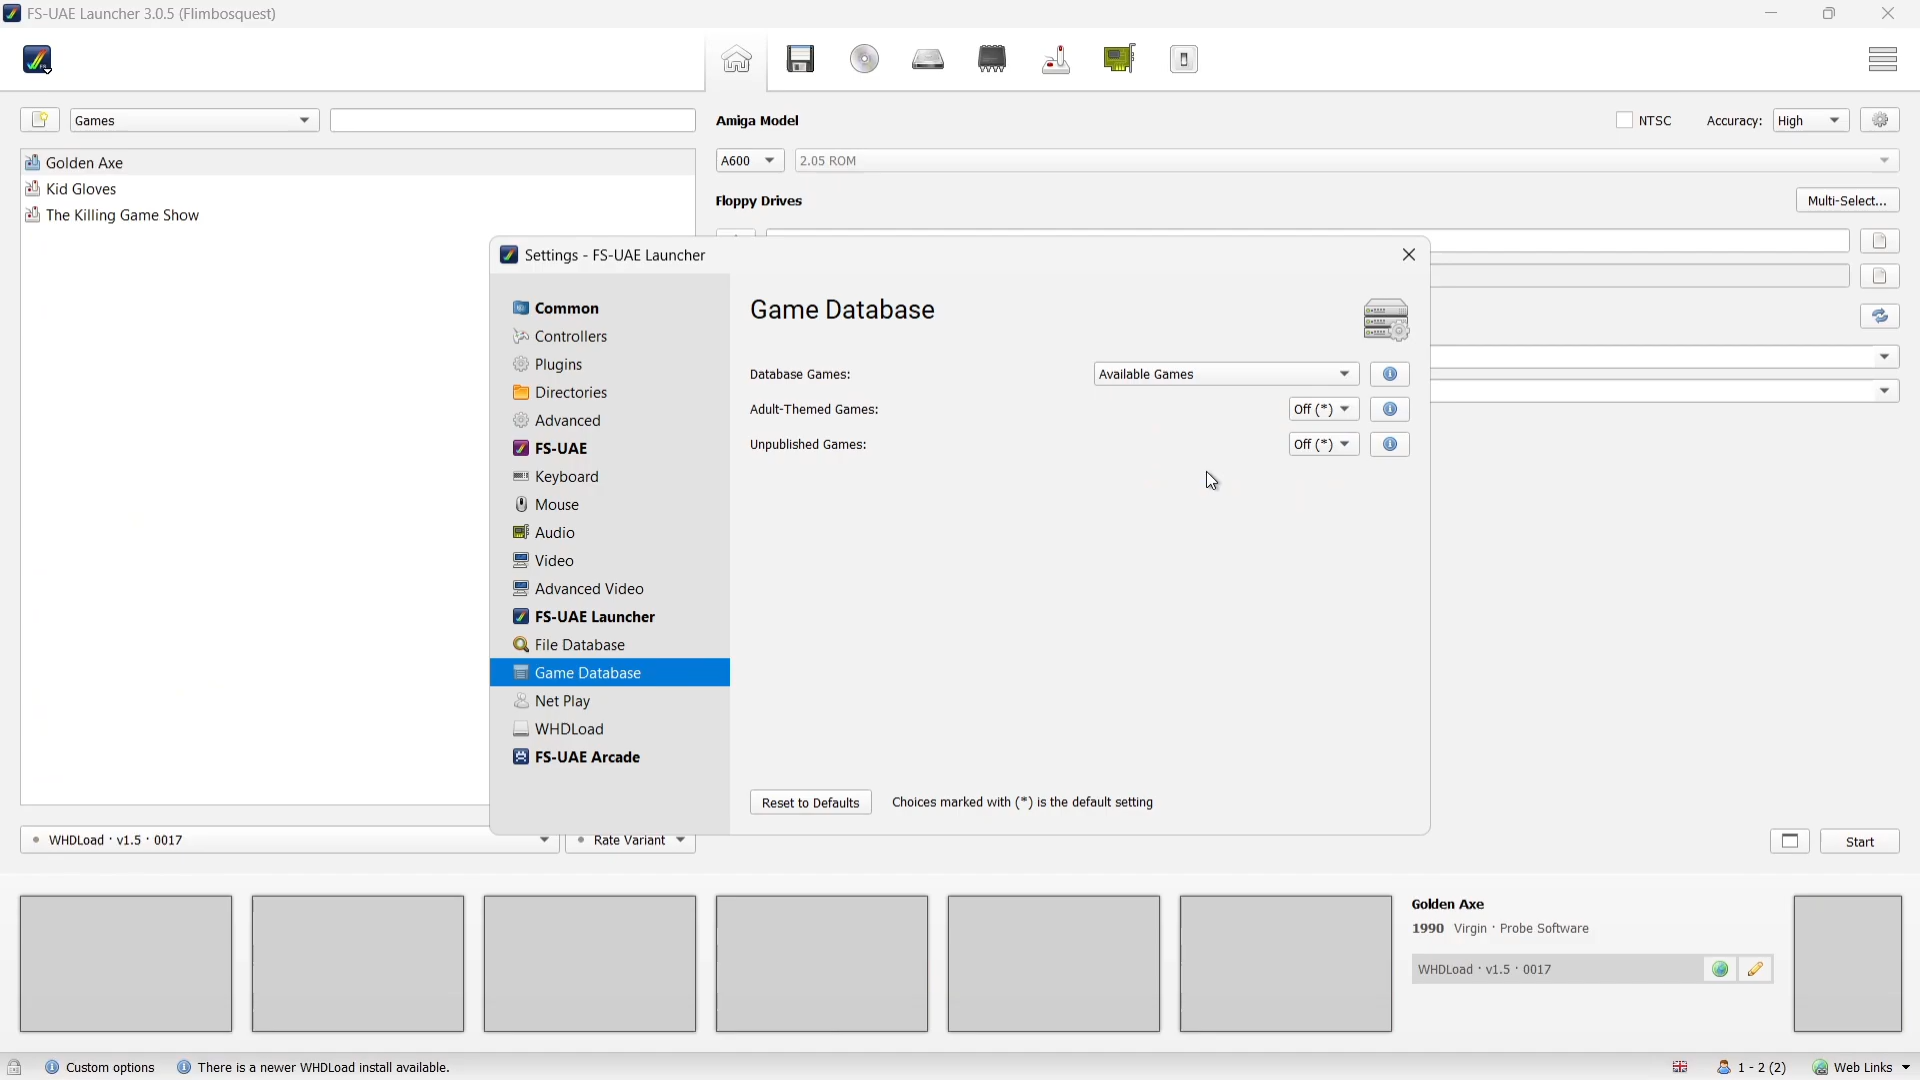 FS-UAE Launcher 3.0.5 (Flimbosquest)
Games
Amiga Model
NTSC
Accuracy:
High
Golden Axe
A600
2.05 ROM
Kid Gloves
Floppy Drives
Multi-Select...
The Killing Game Show
Settings - FS-UAE Launcher
Common
Controllers
Plugins
Directories
Advanced
FS-UAE
Keyboard
Mouse
Audio
Video
Advanced Video
FS-UAE Launcher
File Database
Game Database
Net Play
WHDLoad
FS-UAE Arcade
Game Database
Database Games:
Available Games
Adult-Themed Games:
Off (*)
Unpublished Games:
Off (*)
Reset to Defaults
Choices marked with (*) is the default setting
• WHDLoad · v1.5 · 0017
• Rate Variant
Start
Golden Axe
1990 Virgin · Probe Software
WHDLoad · v1.5 · 0017
Custom options
There is a newer WHDLoad install available.
1 - 2 (2)
Web Links